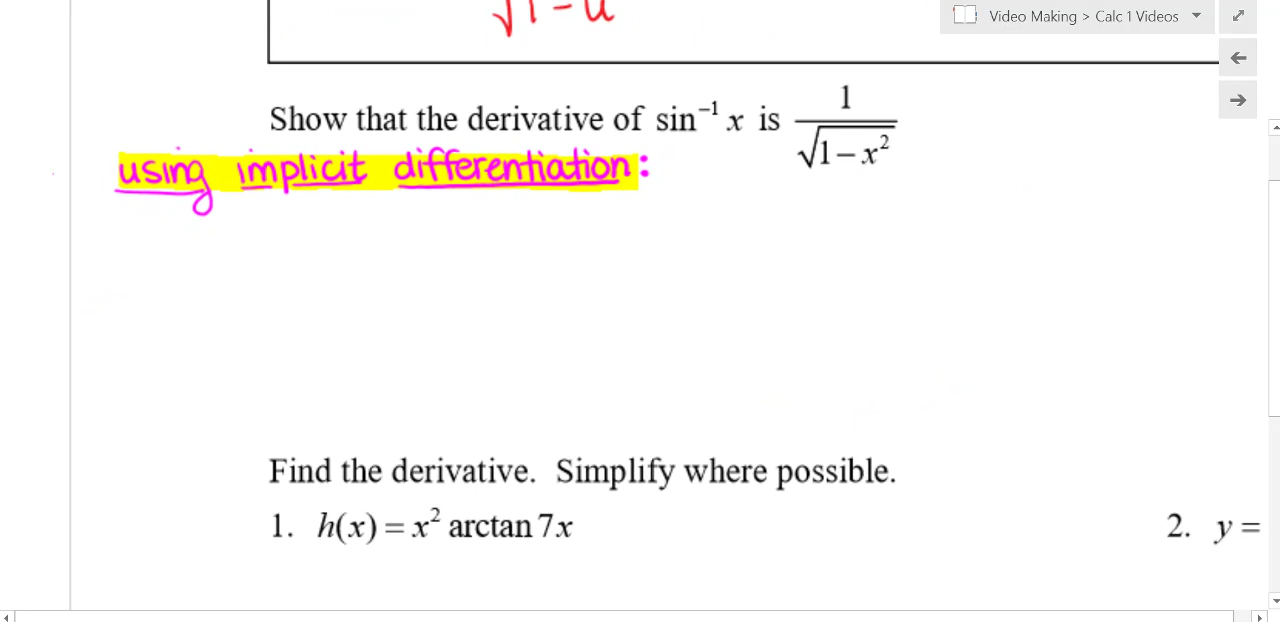 √1-u
Video Making > Calc 1 Videos
Show that the derivative of sin⁻¹ x is 1/√(1-x²)
using implicit differentiation:
Find the derivative. Simplify where possible.
1. h(x) = x² arctan 7x
2. y =